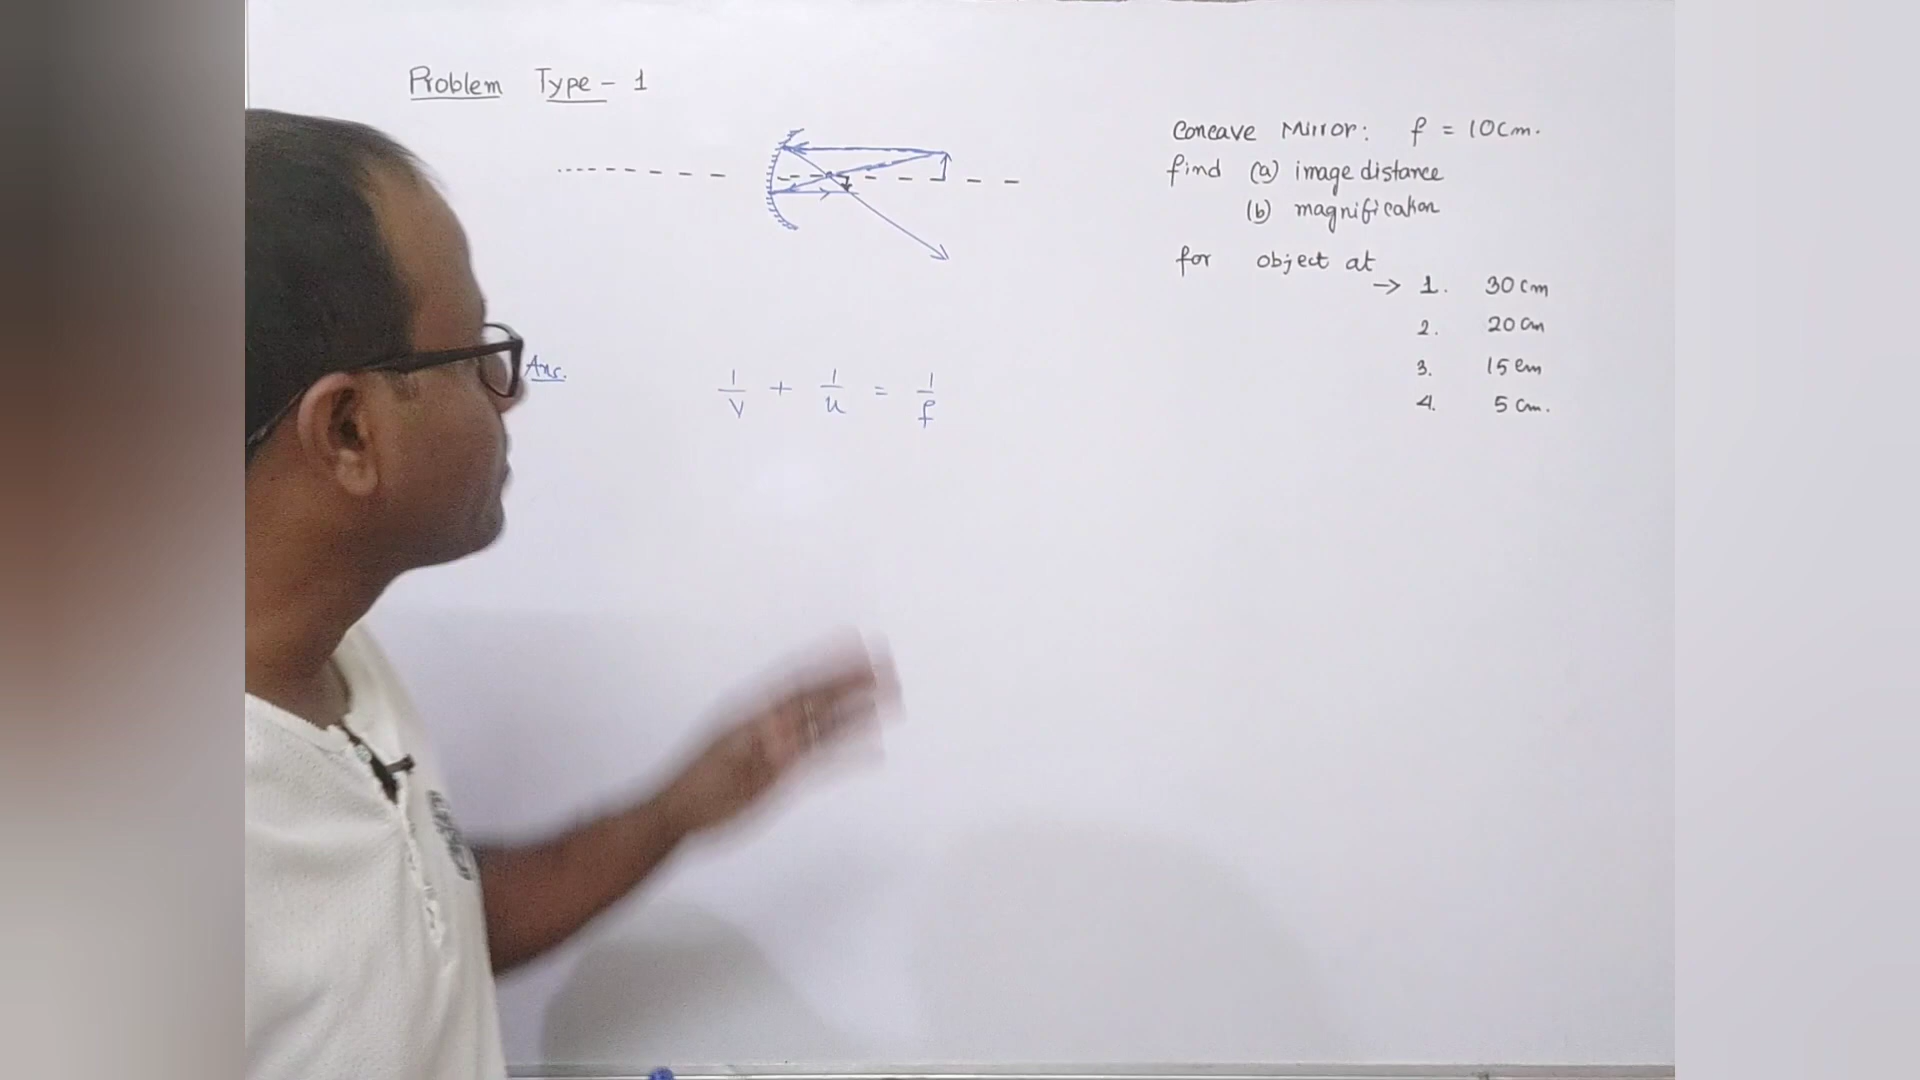 Problem Type - 1
Concave Mirror: f = 10cm.
find (a) image distance
(b) magnification
for object at
→ 1. 30 cm
2. 20 cm
3. 15 cm
4. 5 cm.
Ans.
1/v + 1/u = 1/f